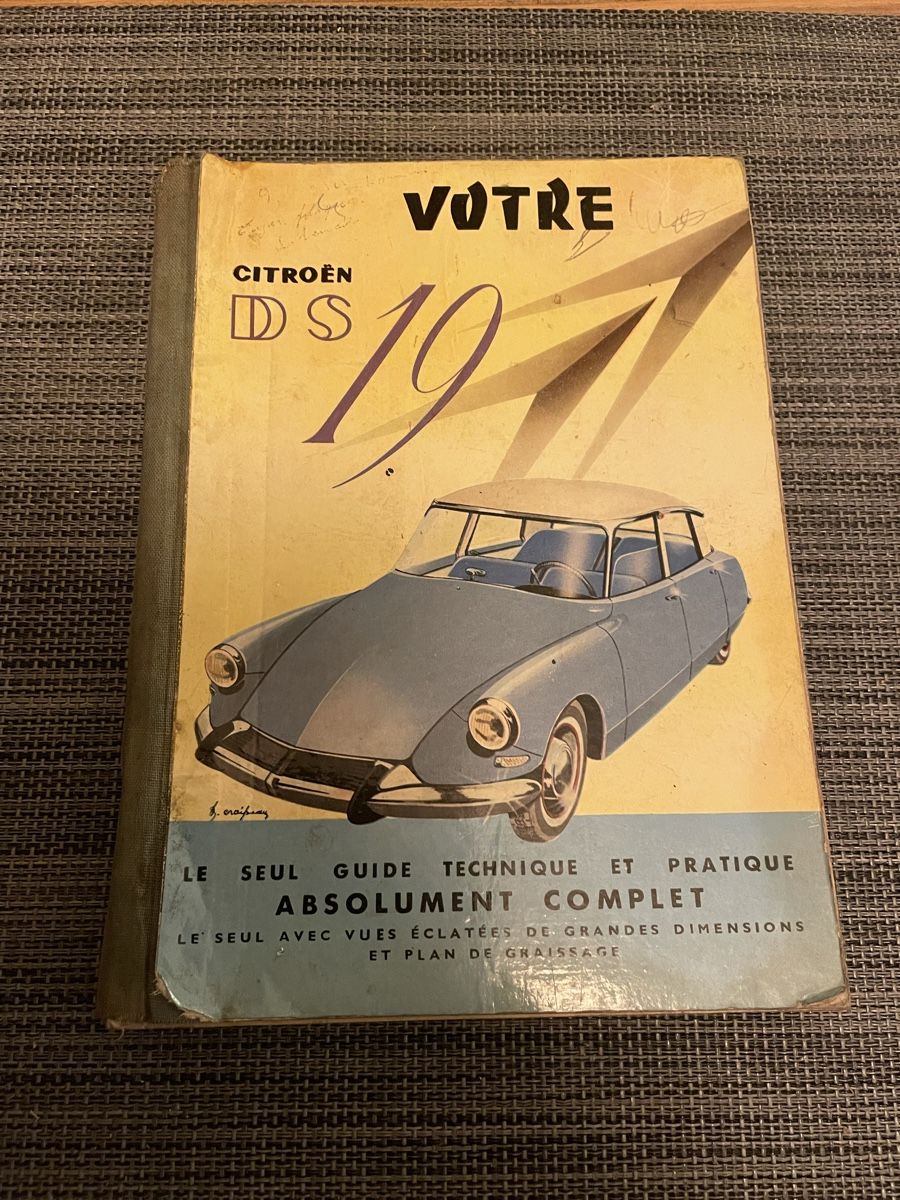 VOTRE
CITROËN
DS 19
LE SEUL GUIDE TECHNIQUE ET PRATIQUE
ABSOLUMENT COMPLET
LE SEUL AVEC VUES ÉCLATÉES DE GRANDES DIMENSIONS
ET PLAN DE GRAISSAGE